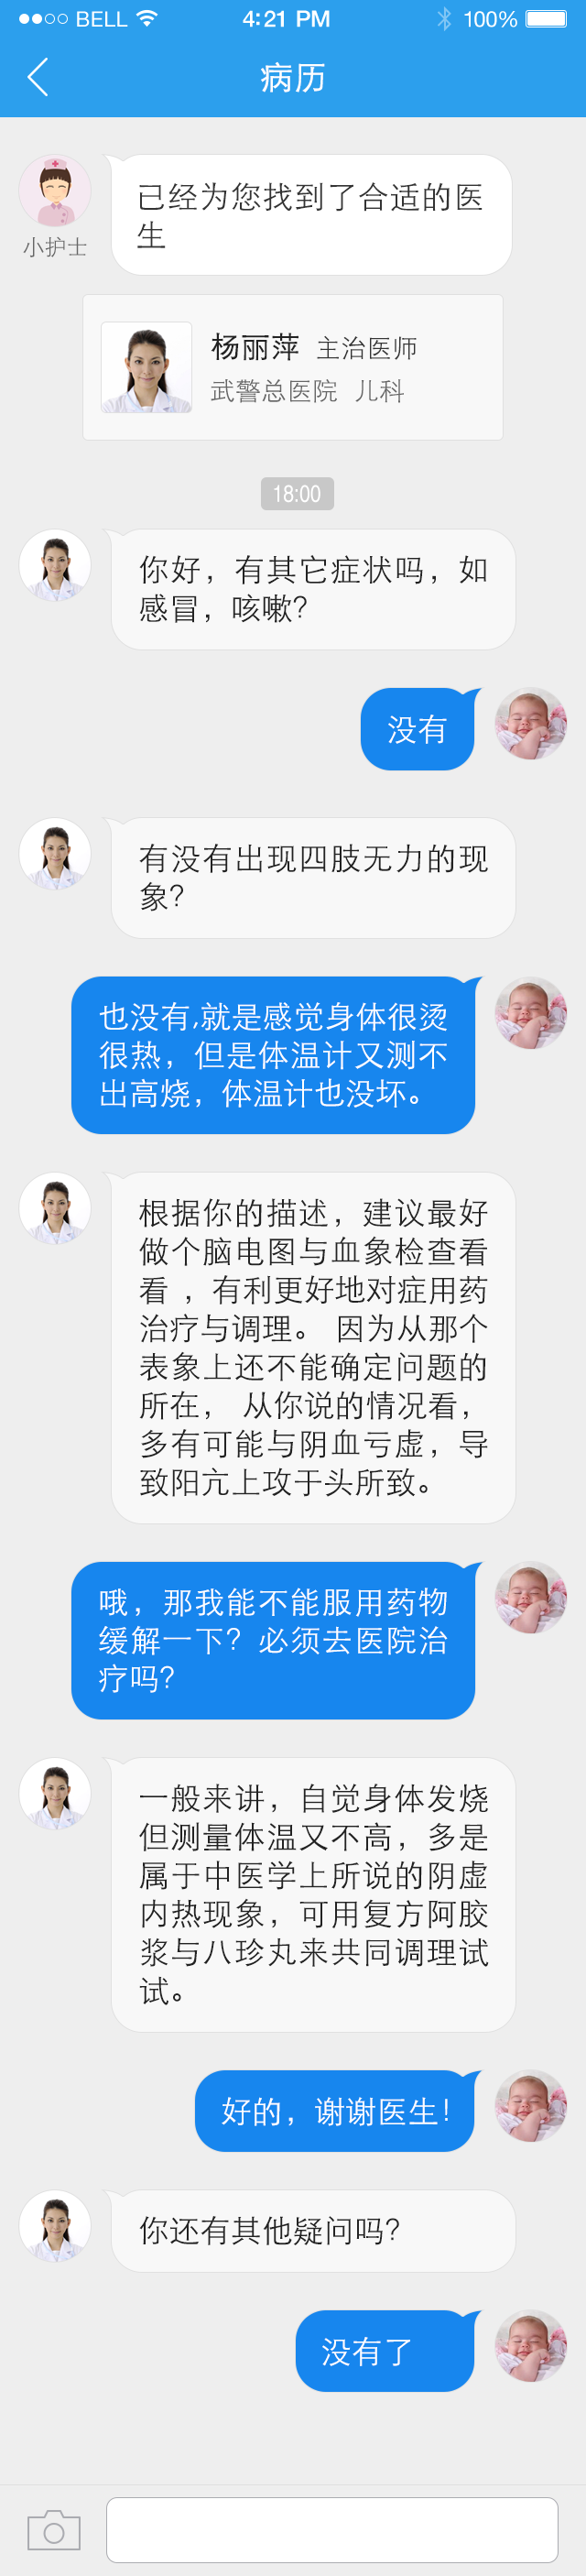 BELL 4:21 PM 100%
病历
已经为您找到了合适的医
生
小护士
杨丽萍 主治医师
武警总医院 儿科
18:00
你好，有其它症状吗，如
感冒，咳嗽？
没有
有没有出现四肢无力的现
象？
也没有,就是感觉身体很烫
很热，但是体温计又测不
出高烧，体温计也没坏。
根据你的描述，建议最好
做个脑电图与血象检查看
看 ，有利更好地对症用药
治疗与调理。 因为从那个
表象上还不能确定问题的
所在， 从你说的情况看，
多有可能与阴血亏虚，导
致阳亢上攻于头所致。
哦，那我能不能服用药物
缓解一下？必须去医院治
疗吗？
一般来讲，自觉身体发烧
但测量体温又不高，多是
属于中医学上所说的阴虚
内热现象，可用复方阿胶
浆与八珍丸来共同调理试
试。
好的，谢谢医生！
你还有其他疑问吗？
没有了